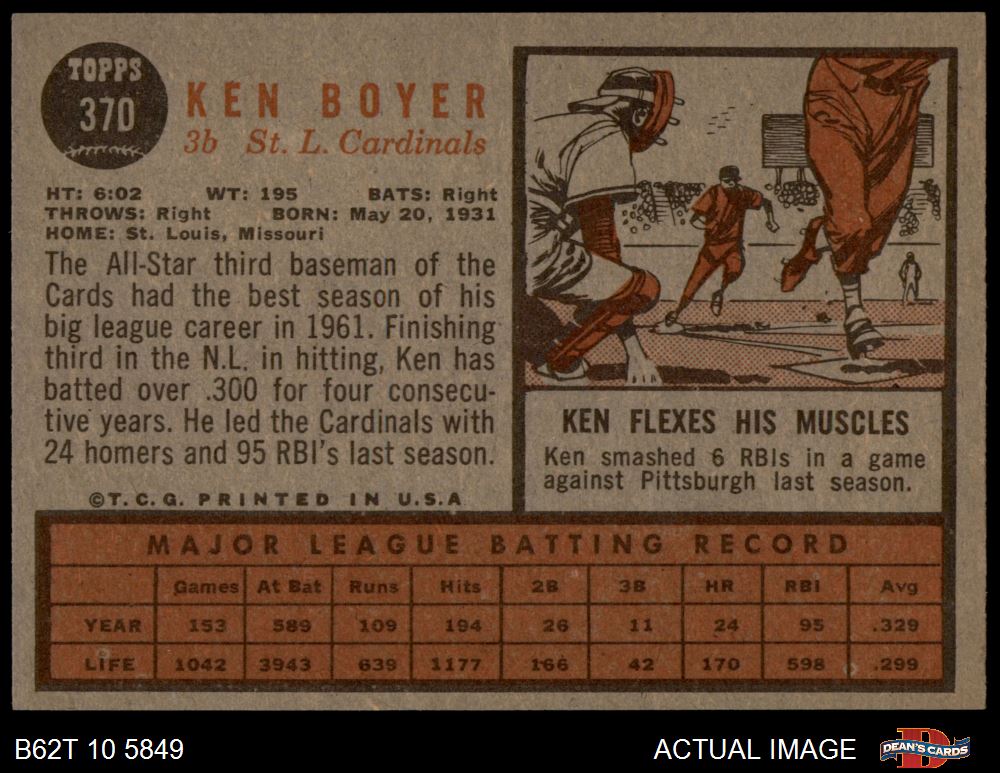 TOPPS
370
KEN BOYER
3b St. L. Cardinals
HT: 6:02 WT: 195 BATS: Right
THROWS: Right BORN: May 20, 1931
HOME: St. Louis, Missouri
The All-Star third baseman of the
Cards had the best season of his
big league career in 1961. Finishing
third in the N.L. in hitting, Ken has
batted over .300 for four consecu-
tive years. He led the Cardinals with
24 homers and 95 RBI's last season.
©T.C.G. PRINTED IN U.S.A
KEN FLEXES HIS MUSCLES
Ken smashed 6 RBIs in a game
against Pittsburgh last season.
MAJOR LEAGUE BATTING RECORD
Games At Bat Runs Hits 2B 3B HR RBI Avg
YEAR 153 589 109 194 26 11 24 95 .329
LIFE 1042 3943 639 1177 166 42 170 598 .299
B62T 10 5849 ACTUAL IMAGE DEAN'S CARDS